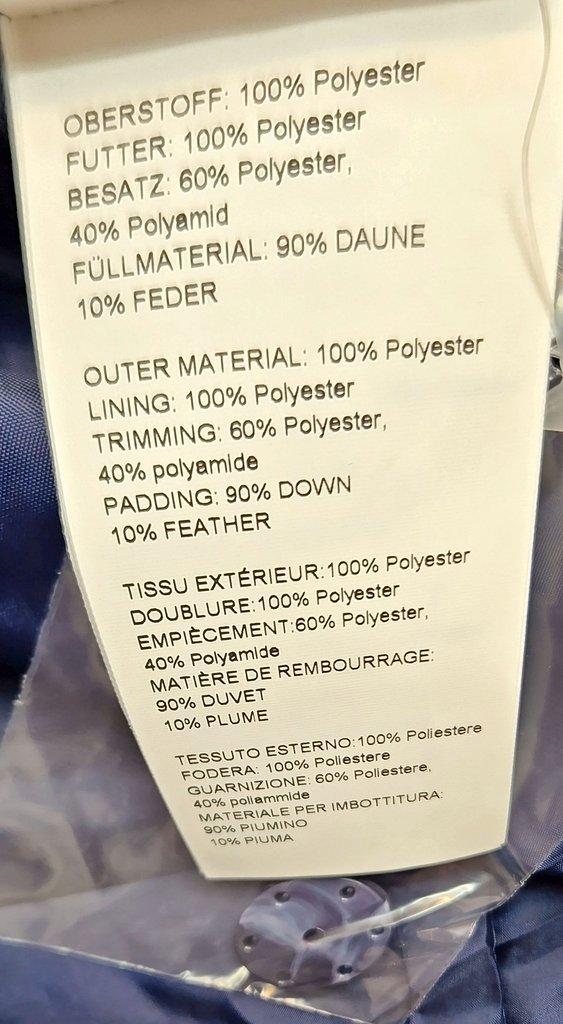 OBERSTOFF: 100% Polyester
FUTTER: 100% Polyester
BESATZ: 60% Polyester,
40% Polyamid
FÜLLMATERIAL: 90% DAUNE
10% FEDER
OUTER MATERIAL: 100% Polyester
LINING: 100% Polyester
TRIMMING: 60% Polyester,
40% polyamide
PADDING: 90% DOWN
10% FEATHER
TISSU EXTÉRIEUR:100% Polyester
DOUBLURE:100% Polyester
EMPIÈCEMENT:60% Polyester,
40% Polyamide
MATIÈRE DE REMBOURRAGE:
90% DUVET
10% PLUME
TESSUTO ESTERNO:100% Poliestere
FODERA: 100% Poliestere
GUARNIZIONE: 60% Poliestere,
40% poliammide
MATERIALE PER IMBOTTITURA:
90% PIUMINO
10% PIUMA